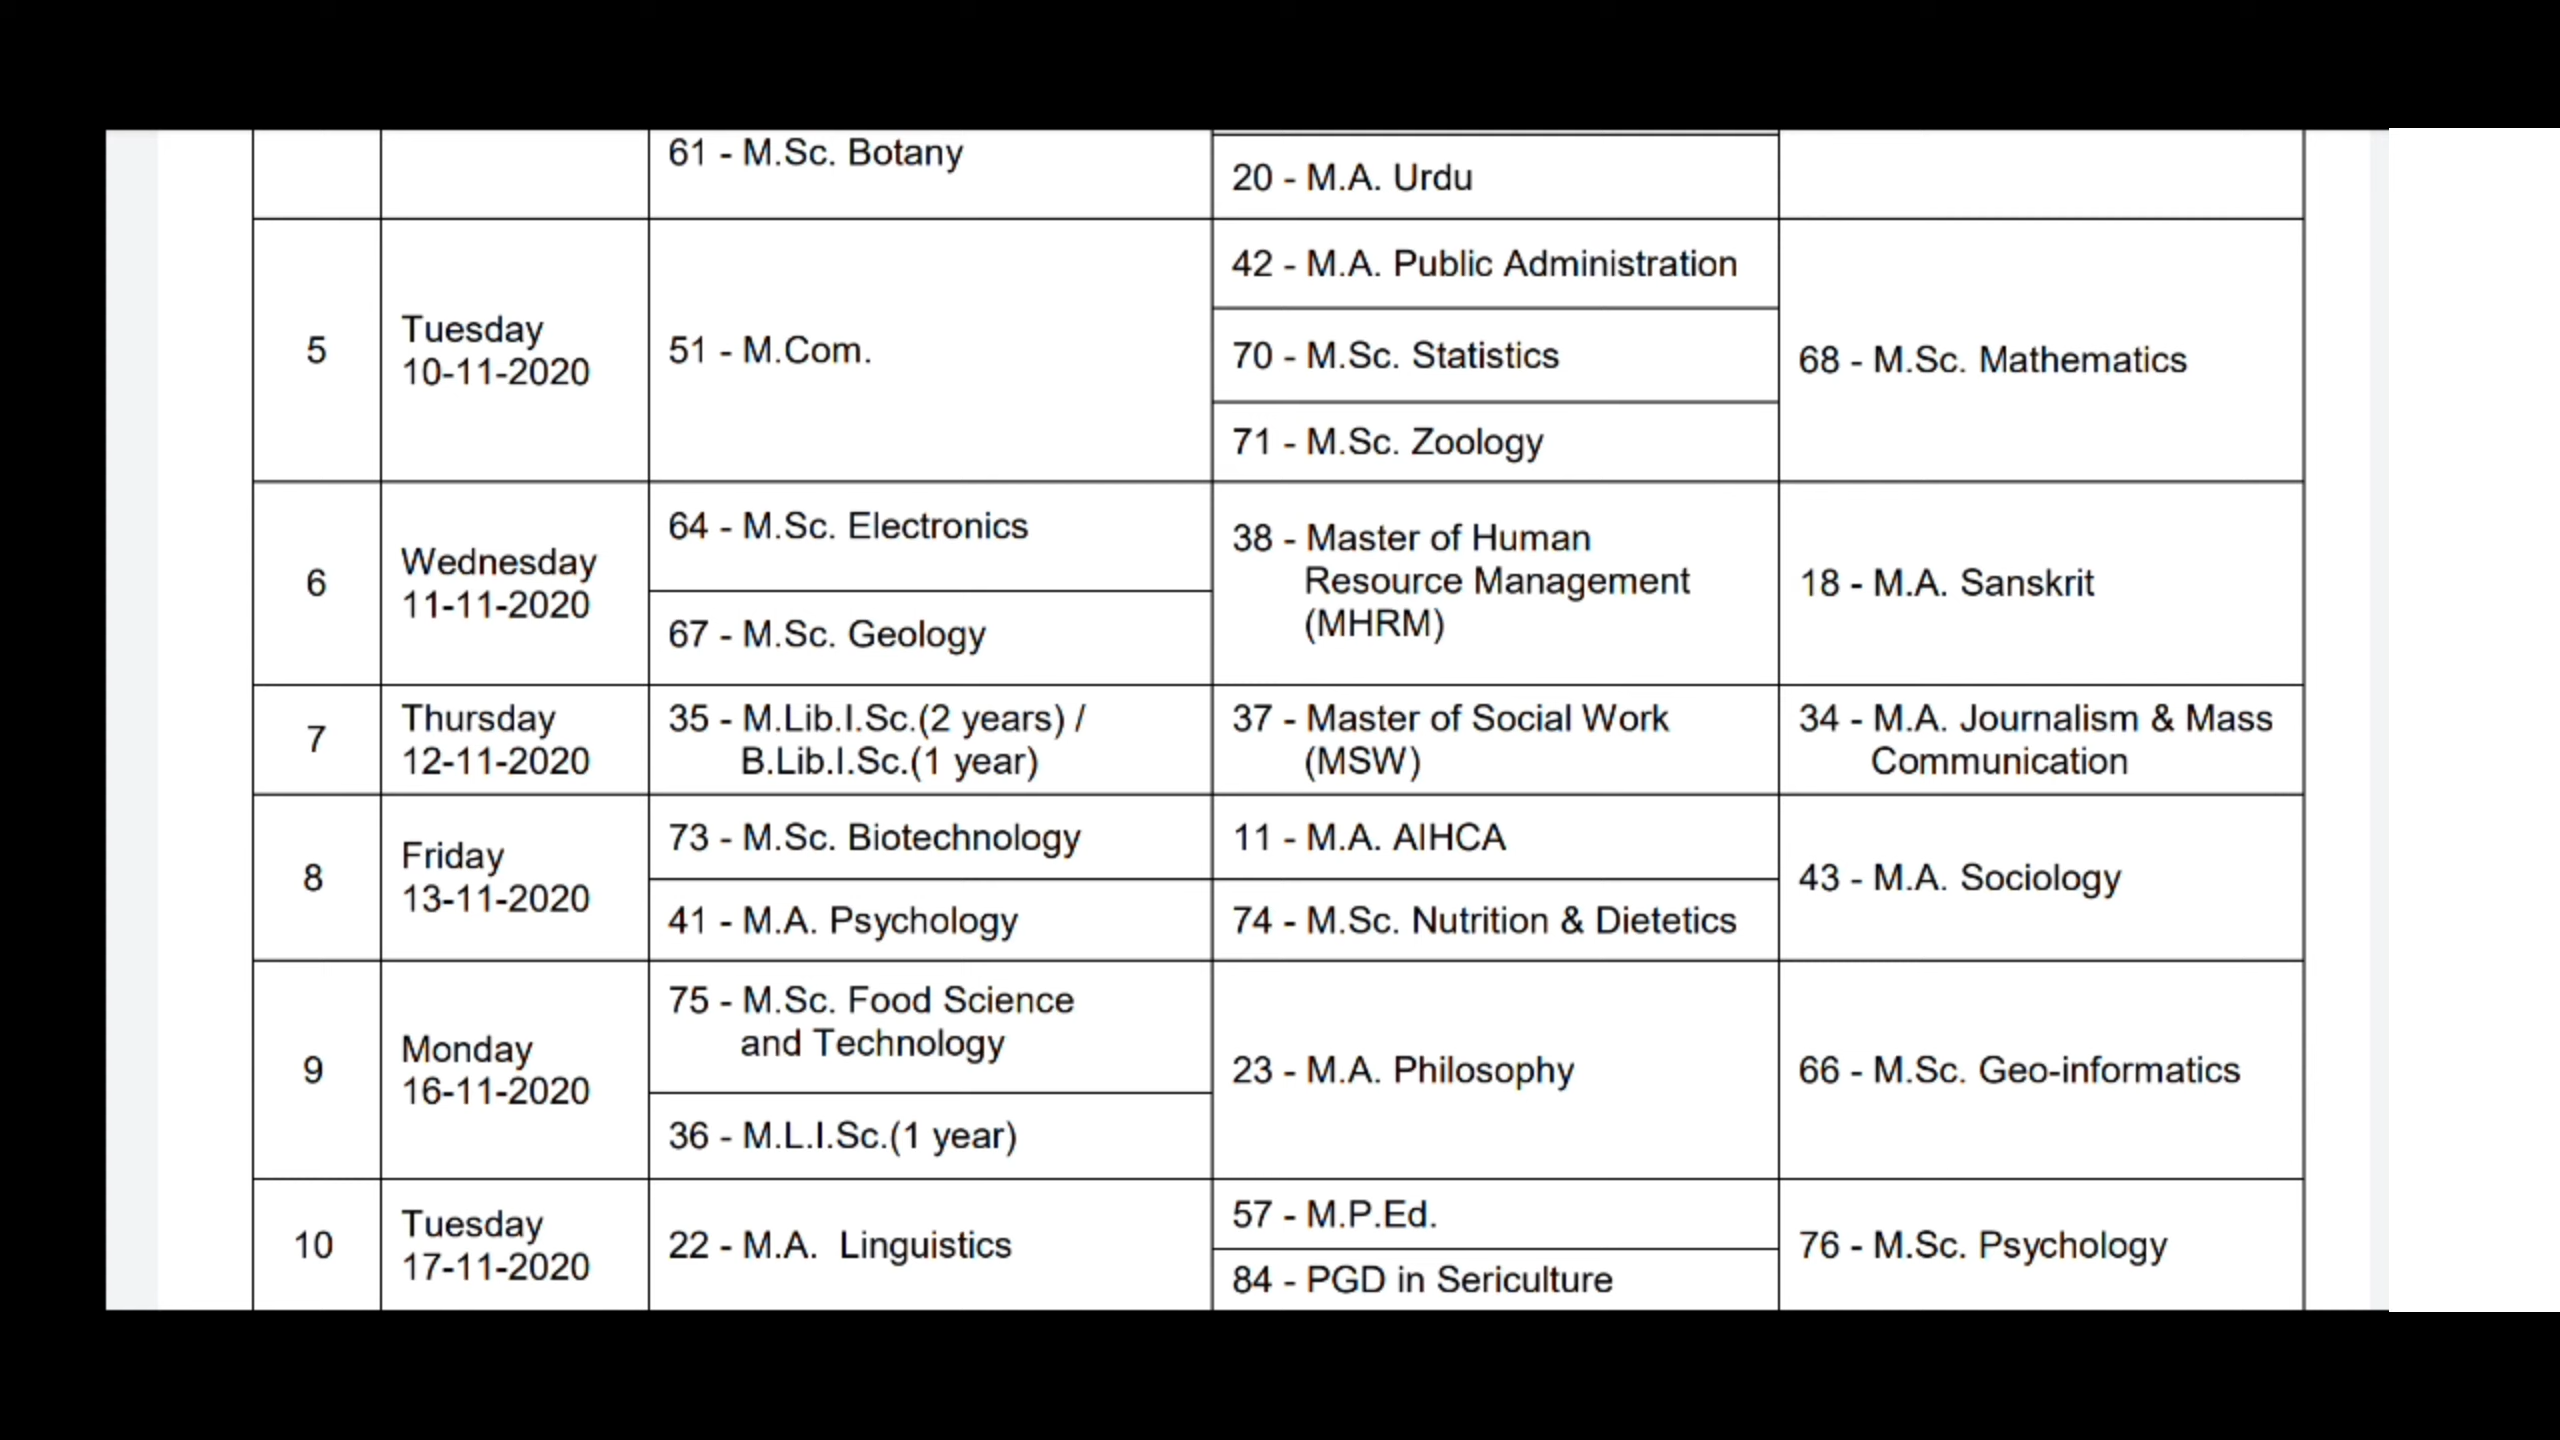 61 - M.Sc. Botany
20 - M.A. Urdu
5
Tuesday
10-11-2020
51 - M.Com.
42 - M.A. Public Administration
70 - M.Sc. Statistics
71 - M.Sc. Zoology
68 - M.Sc. Mathematics
6
Wednesday
11-11-2020
64 - M.Sc. Electronics
67 - M.Sc. Geology
38 - Master of Human
Resource Management
(MHRM)
18 - M.A. Sanskrit
7
Thursday
12-11-2020
35 - M.Lib.I.Sc.(2 years) /
B.Lib.I.Sc.(1 year)
37 - Master of Social Work
(MSW)
34 - M.A. Journalism & Mass
Communication
8
Friday
13-11-2020
73 - M.Sc. Biotechnology
41 - M.A. Psychology
11 - M.A. AIHCA
74 - M.Sc. Nutrition & Dietetics
43 - M.A. Sociology
9
Monday
16-11-2020
75 - M.Sc. Food Science
and Technology
36 - M.L.I.Sc.(1 year)
23 - M.A. Philosophy
66 - M.Sc. Geo-informatics
10
Tuesday
17-11-2020
22 - M.A. Linguistics
57 - M.P.Ed.
84 - PGD in Sericulture
76 - M.Sc. Psychology